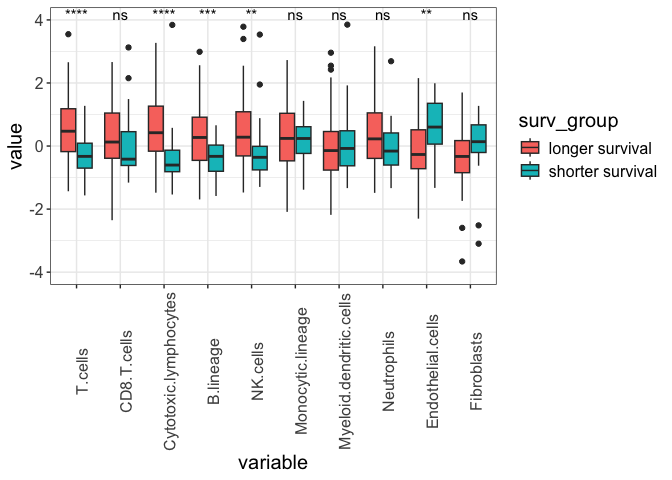 **** ns **** *** ** ns ns ns ** ns
4
2
0
-2
-4
value
T.cells
CD8.T.cells
Cytotoxic.lymphocytes
B.lineage
NK.cells
Monocytic.lineage
Myeloid.dendritic.cells
Neutrophils
Endothelial.cells
Fibroblasts
variable
surv_group
longer survival
shorter survival